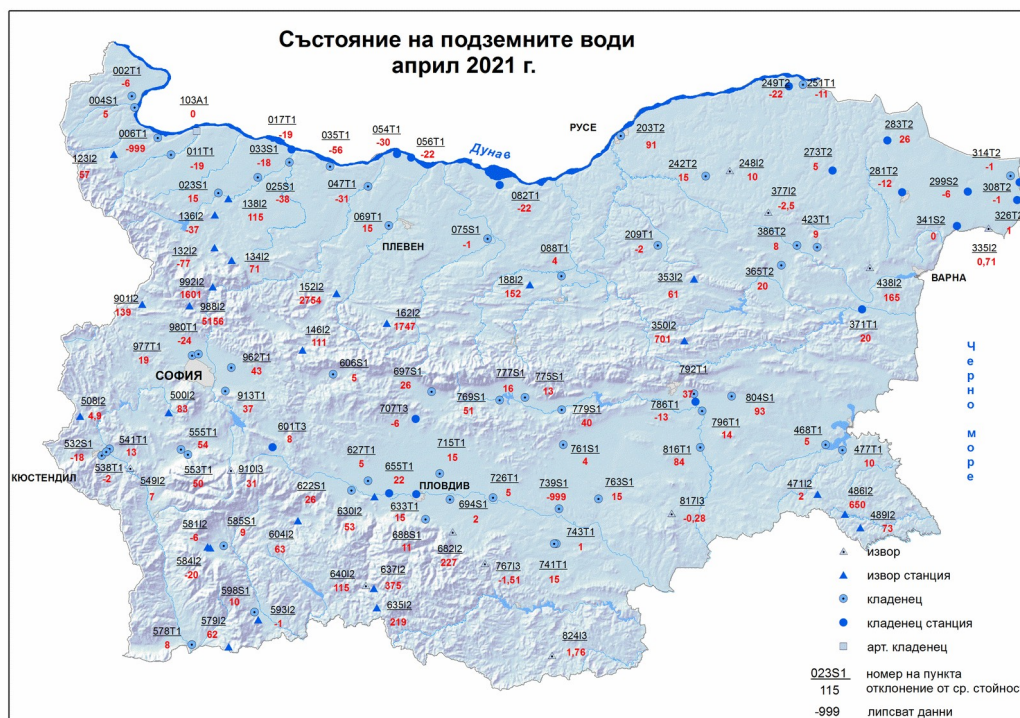 Състояние на подземните води
април 2021 г.
002T1
-6
004S1
5
103A1
0
006T1
-999
017T1
-19
054T1
-30
035T1
-56
056T1
-22
Дунав
РУСЕ
203T2
91
249T2
-22
251T1
-11
283T2
26
123I2
57
011T1
-19
033S1
-18
025S1
-38
047T1
-31
082T1
-22
242T2
15
248I2
10
273T2
5
314T2
-1
281T2
-12
299S2
-6
308T2
-1
023S1
15
138I2
115
136I2
-37
377I2
-2,5
326T2
1
069T1
15
ПЛЕВЕН
075S1
-1
341S2
0
423T1
9
386T2
8
209T1
-2
335I2
0,71
132I2
-77
134I2
71
088T1
4
365T2
20
ВАРНА
992I2
1601
188I2
152
353I2
61
438I2
165
152I2
2754
901I2
139
988I2
5156
162I2
1747
371T1
20
980T1
-24
146I2
111
350I2
701
977T1
19
962T1
43
606S1
5
697S1
26
777S1
16
775S1
13
792T1
37
СОФИЯ
500I2
83
913T1
37
769S1
51
779S1
40
786T1
-13
804S1
93
508I2
4,9
707T3
-6
796T1
14
601T3
8
532S1
-18
541T1
13
555T1
54
627T1
5
715T1
15
761S1
4
816T1
84
468T1
5
477T1
10
КЮСТЕНДИЛ
538T1
-2
549I2
7
553T1
50
910I3
31
622S1
26
655T1
22
ПЛОВДИВ
726T1
5
739S1
-999
763S1
15
471I2
2
486I2
650
630I2
53
633T1
15
694S1
2
817I3
-0,28
489I2
73
581I2
-6
585S1
9
604I2
63
688S1
11
682I2
227
743T1
1
584I2
-20
640I2
115
637I2
375
767I3
-1,51
741T1
15
598S1
10
593I2
-1
635I2
219
578T1
8
579I2
62
824I3
1,76
Черно море
извор
извор станция
кладенец
кладенец станция
арт. кладенец
023S1 номер на пункта
115 отклонение от ср. стойност
-999 липсват данни